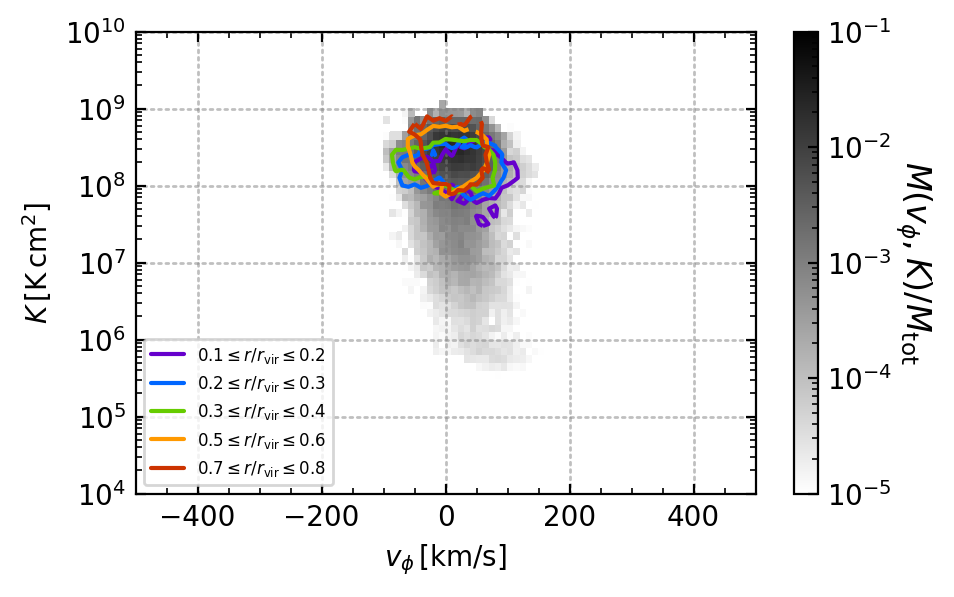 10^10
10^9
10^8
10^7
10^6
10^5
10^4
K [K cm^2]
−400
−200
0
200
400
v_ϕ [km/s]
0.1 ≤ r/r_vir ≤ 0.2
0.2 ≤ r/r_vir ≤ 0.3
0.3 ≤ r/r_vir ≤ 0.4
0.5 ≤ r/r_vir ≤ 0.6
0.7 ≤ r/r_vir ≤ 0.8
10^−1
10^−2
10^−3
10^−4
10^−5
M(v_ϕ, K)/M_tot